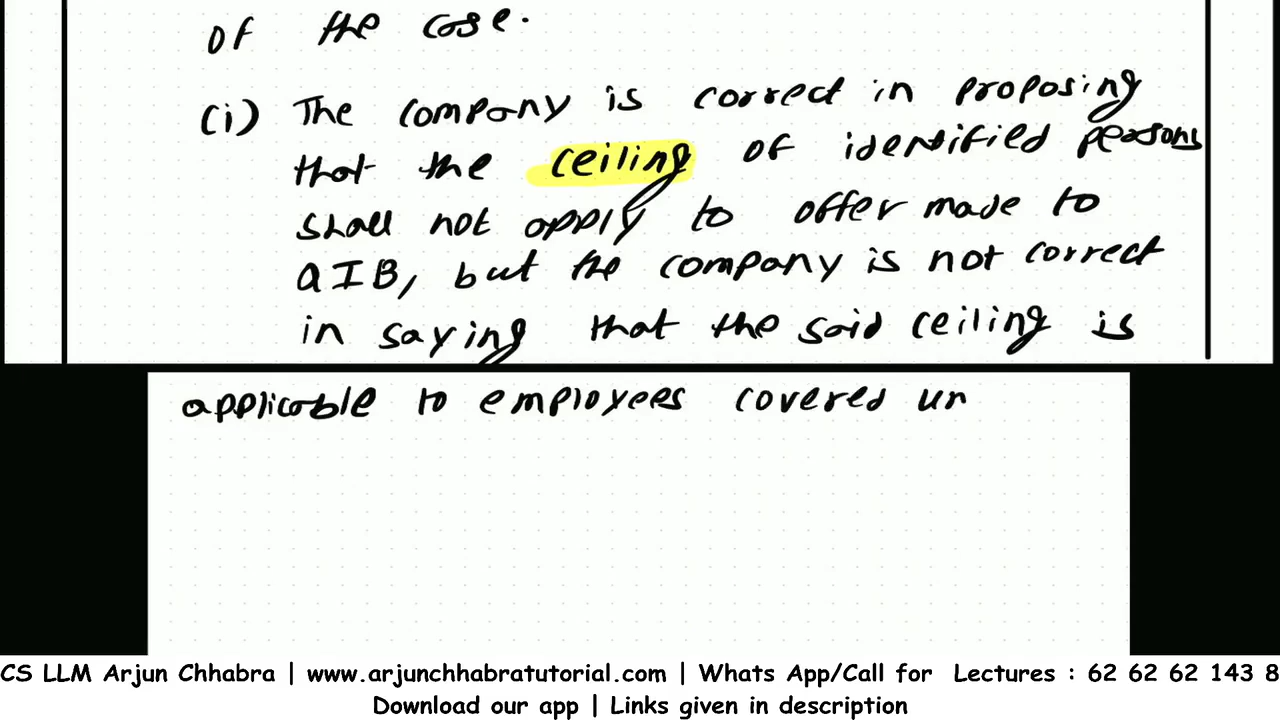 of the case.
(i) The company is correct in proposing
that the ceiling of identified persons
shall not apply to offer made to
QIB, but the company is not correct
in saying that the said ceiling is
applicable to employees covered un
CS LLM Arjun Chhabra | www.arjunchhabratutorial.com | Whats App/Call for Lectures : 62 62 62 143 8
Download our app | Links given in description